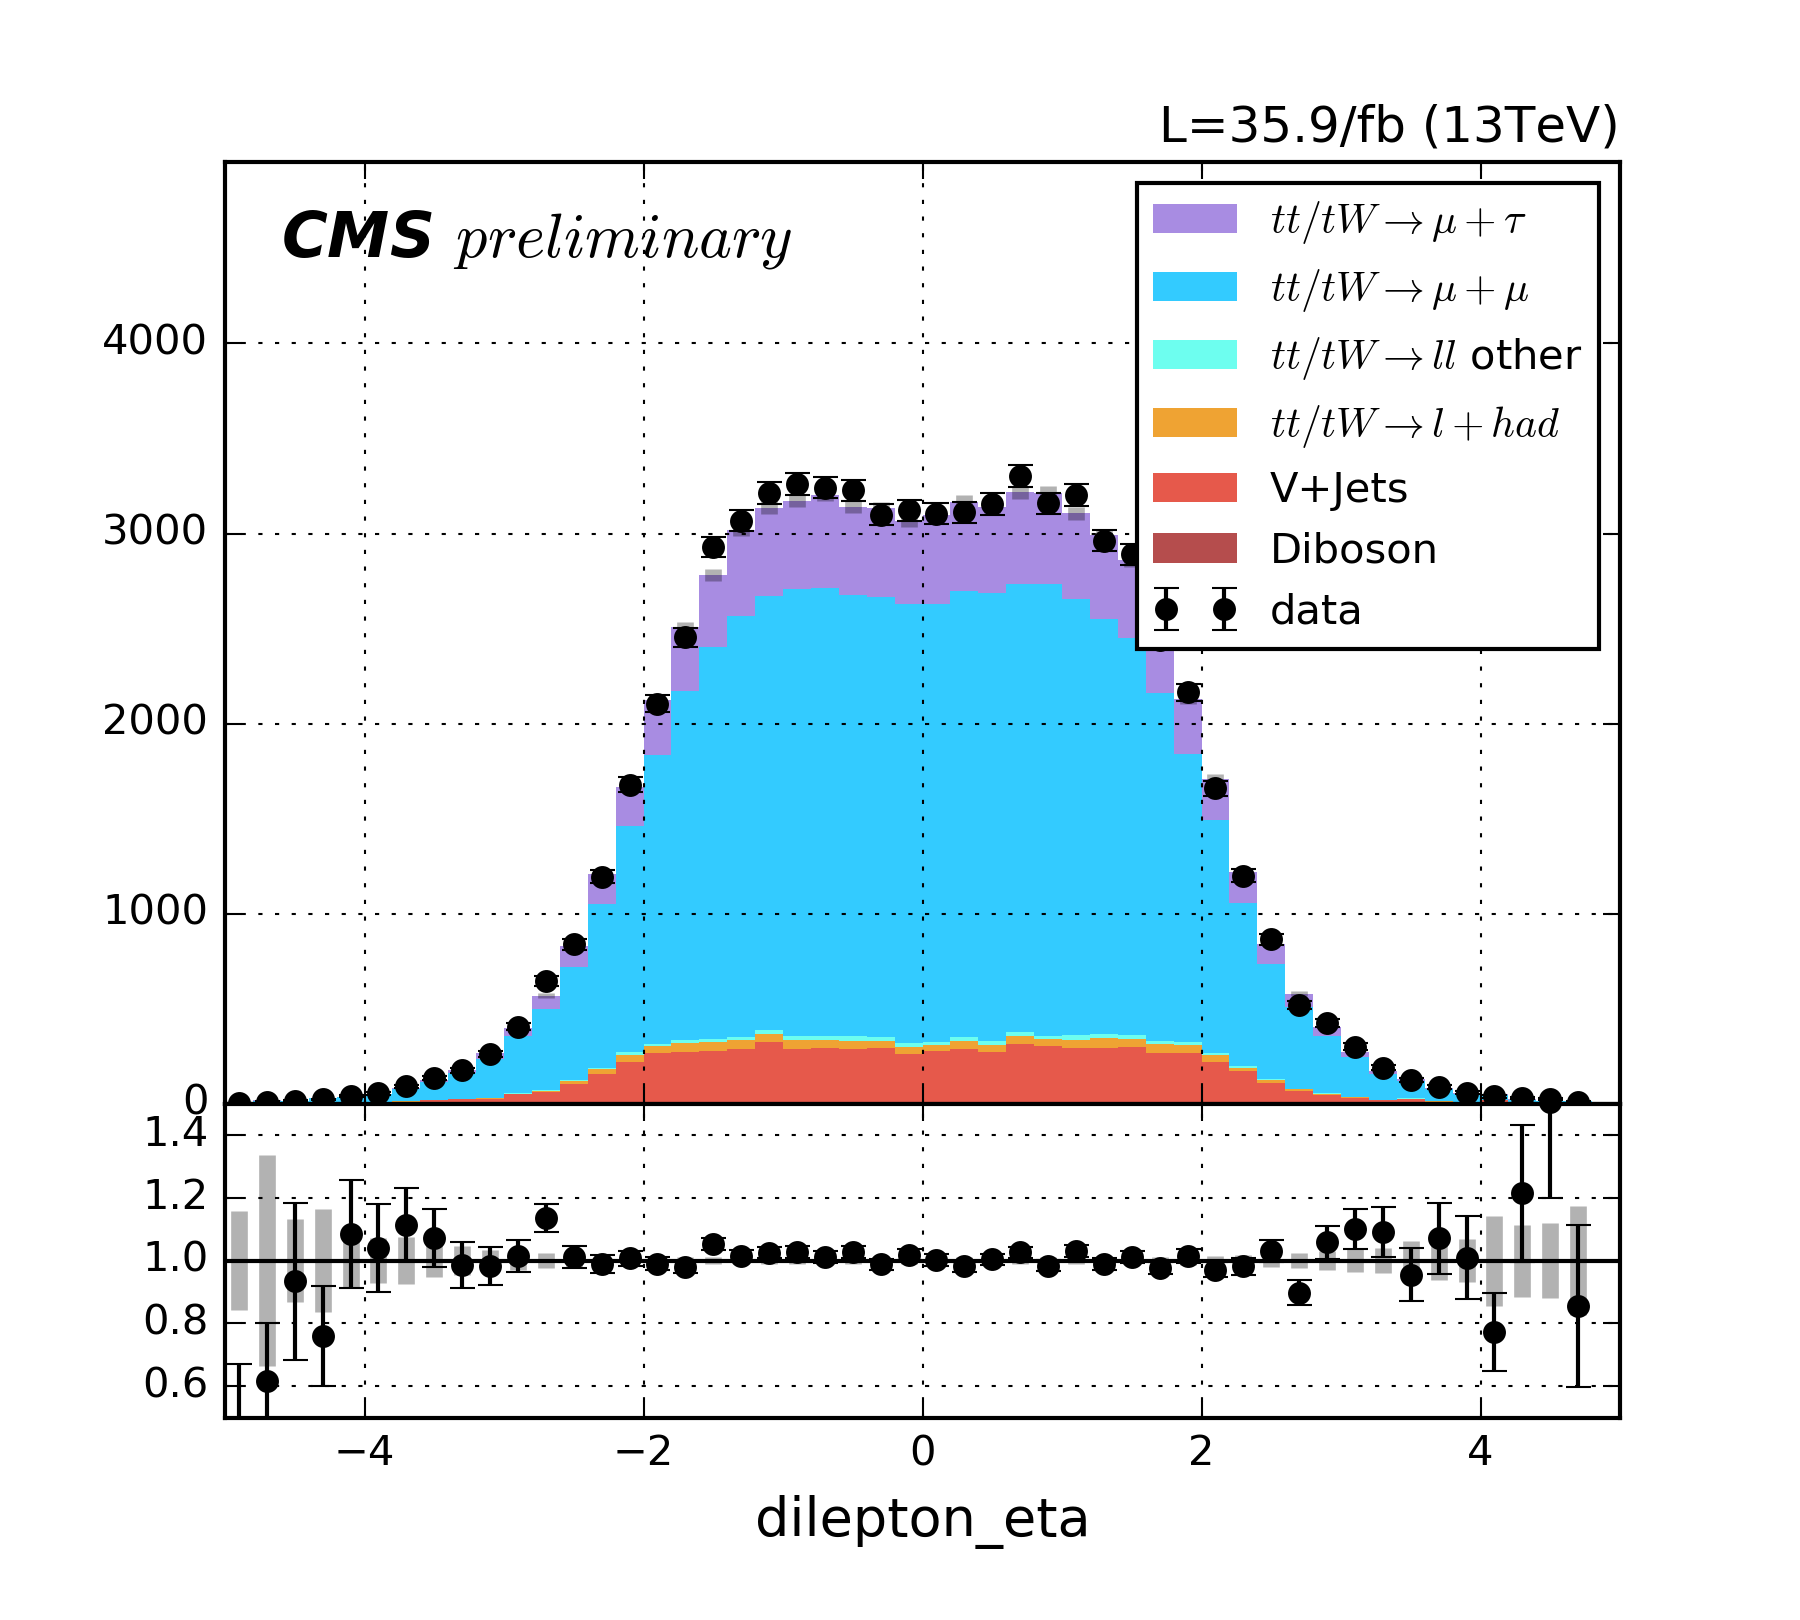 L=35.9/fb (13TeV)
CMS preliminary
tt/tW→μ+τ
tt/tW→μ+μ
tt/tW→ll other
tt/tW→l+had
V+Jets
Diboson
data
4000
3000
2000
1000
0
1.4
1.2
1.0
0.8
0.6
−4 −2 0 2 4
dilepton_eta